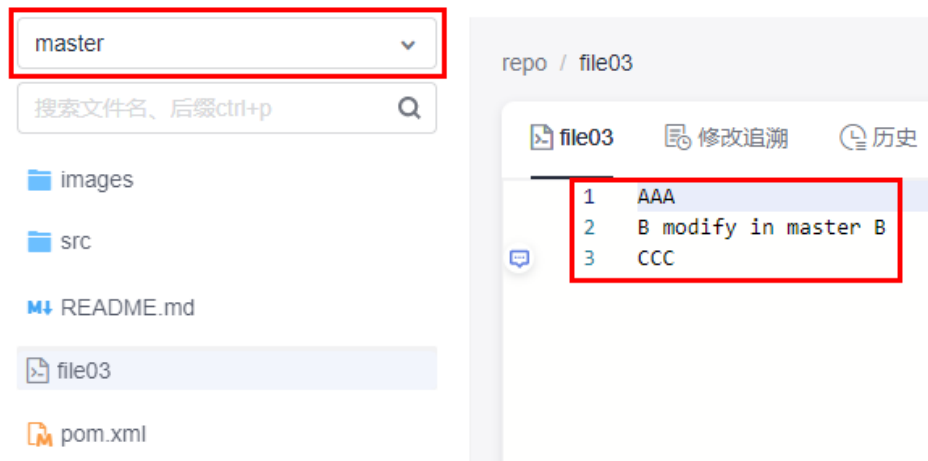 master
搜索文件名、后缀ctrl+p
images
src
M↓ README.md
file03
pom.xml
repo / file03
file03 修改追溯 历史
1 AAA
2 B modify in master B
3 CCC